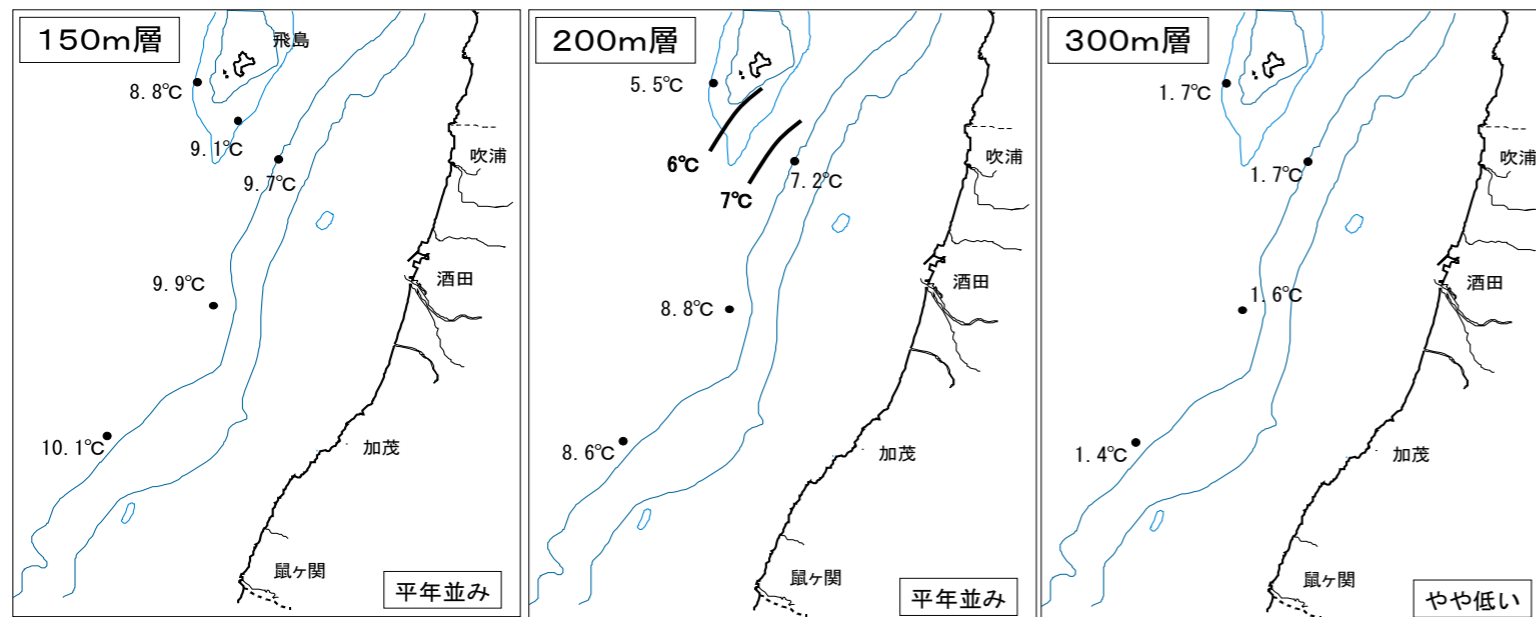 150m層
飛島
8.8℃
9.1℃
9.7℃
吹浦
9.9℃
酒田
10.1℃
加茂
鼠ヶ関
平年並み
200m層
5.5℃
6℃
7℃
7.2℃
吹浦
8.8℃
酒田
8.6℃
加茂
鼠ヶ関
平年並み
300m層
1.7℃
1.7℃
吹浦
1.6℃
酒田
1.4℃
加茂
鼠ヶ関
やや低い